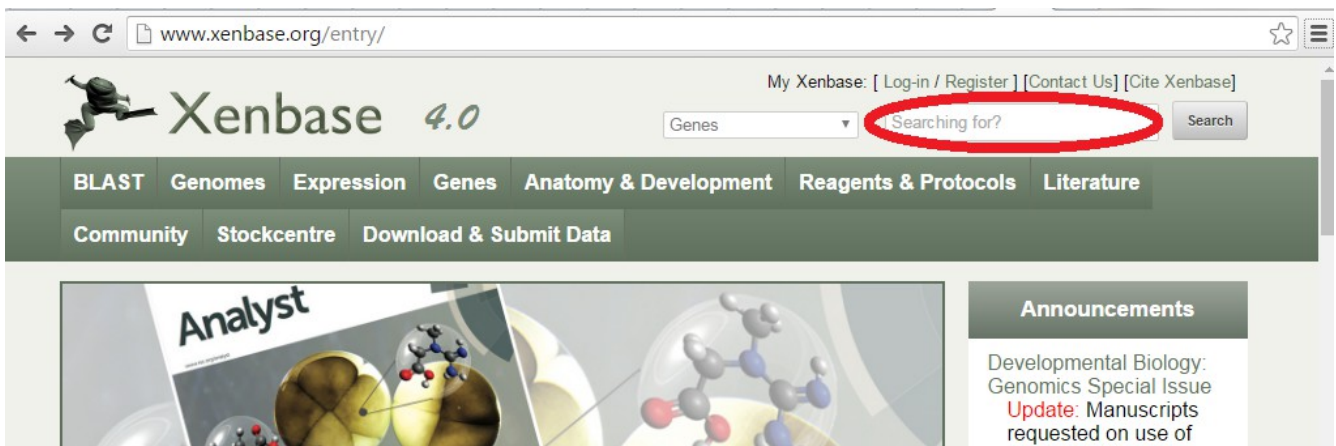 www.xenbase.org/entry/
My Xenbase: [ Log-in / Register ] [Contact Us] [Cite Xenbase]
Xenbase 4.0
Genes Searching for? Search
BLAST Genomes Expression Genes Anatomy & Development Reagents & Protocols Literature
Community Stockcentre Download & Submit Data
Analyst
Announcements
Developmental Biology:
Genomics Special Issue
Update: Manuscripts
requested on use of